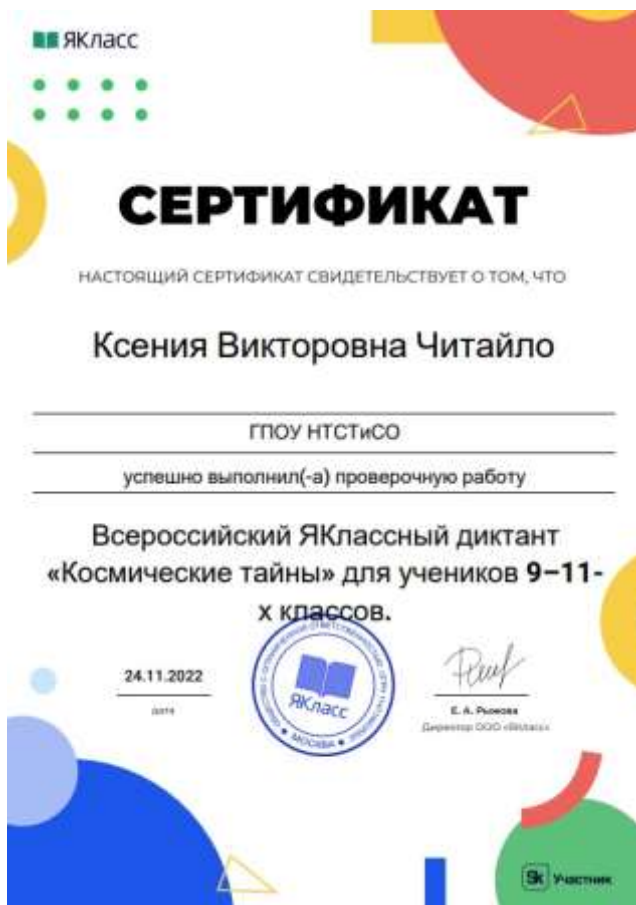 ЯКласс
СЕРТИФИКАТ
НАСТОЯЩИЙ СЕРТИФИКАТ СВИДЕТЕЛЬСТВУЕТ О ТОМ, ЧТО
Ксения Викторовна Читайло
ГПОУ НТСТиСО
успешно выполнил(-а) проверочную работу
Всероссийский ЯКлассный диктант
«Космические тайны» для учеников 9–11-
х классов.
24.11.2022
дата
ЯКласс
МОСКВА
Е. А. Рыжова
Директор ООО «ЯКласс»
Sk Участник